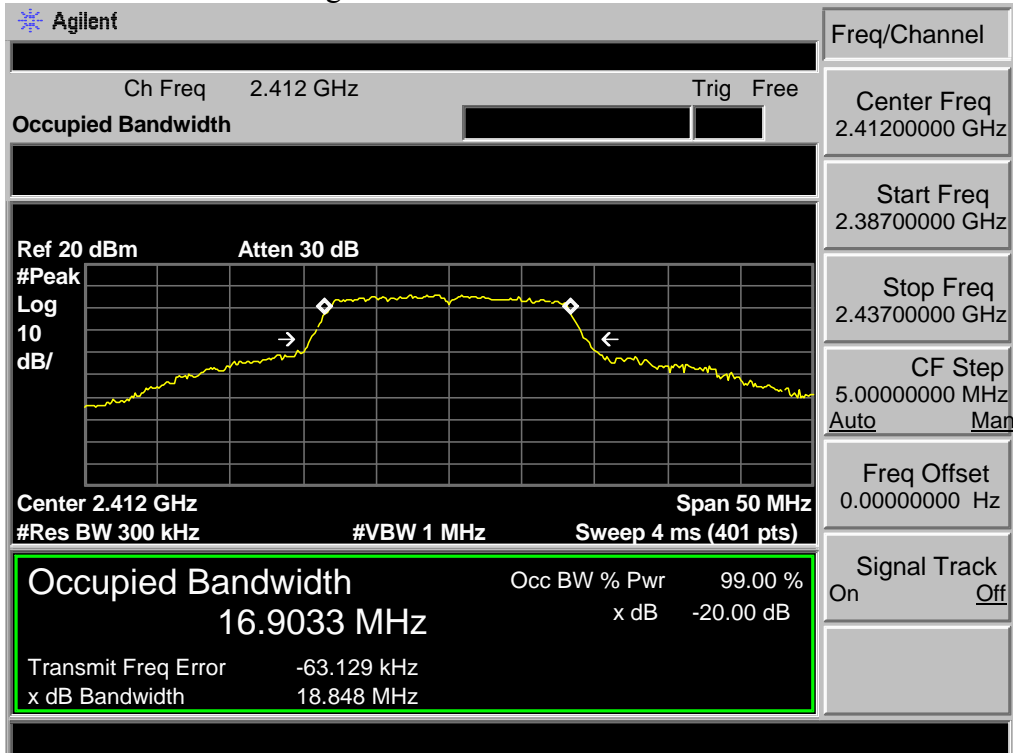 Agilent
Freq/Channel
Ch Freq 2.412 GHz Trig Free
Occupied Bandwidth
Center Freq
2.41200000 GHz
Start Freq
2.38700000 GHz
Stop Freq
2.43700000 GHz
CF Step
5.00000000 MHz
Auto Man
Freq Offset
0.00000000 Hz
Signal Track
On Off
Ref 20 dBm Atten 30 dB
#Peak
Log
10
dB/
Center 2.412 GHz Span 50 MHz
#Res BW 300 kHz #VBW 1 MHz Sweep 4 ms (401 pts)
Occupied Bandwidth Occ BW % Pwr 99.00 %
16.9033 MHz x dB -20.00 dB
Transmit Freq Error -63.129 kHz
x dB Bandwidth 18.848 MHz